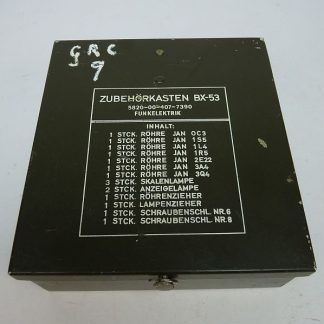 GRC
9
ZUBEHÖRKASTEN BX-53
5820-00-407-7390
FUNKELEKTRIK
INHALT:
1 STCK. RÖHRE JAN 0C3
1 STCK. RÖHRE JAN 1S5
1 STCK. RÖHRE JAN 1L4
1 STCK. RÖHRE JAN 1R5
1 STCK. RÖHRE JAN 2E22
1 STCK. RÖHRE JAN 3A4
1 STCK. RÖHRE JAN 3Q4
3 STCK. SKALENLAMPE
2 STCK. ANZEIGELAMPE
1 STCK. RÖHRENZIEHER
1 STCK. LAMPENZIEHER
1 STCK. SCHRAUBENSCHL. NR.6
1 STCK. SCHRAUBENSCHL. NR.8